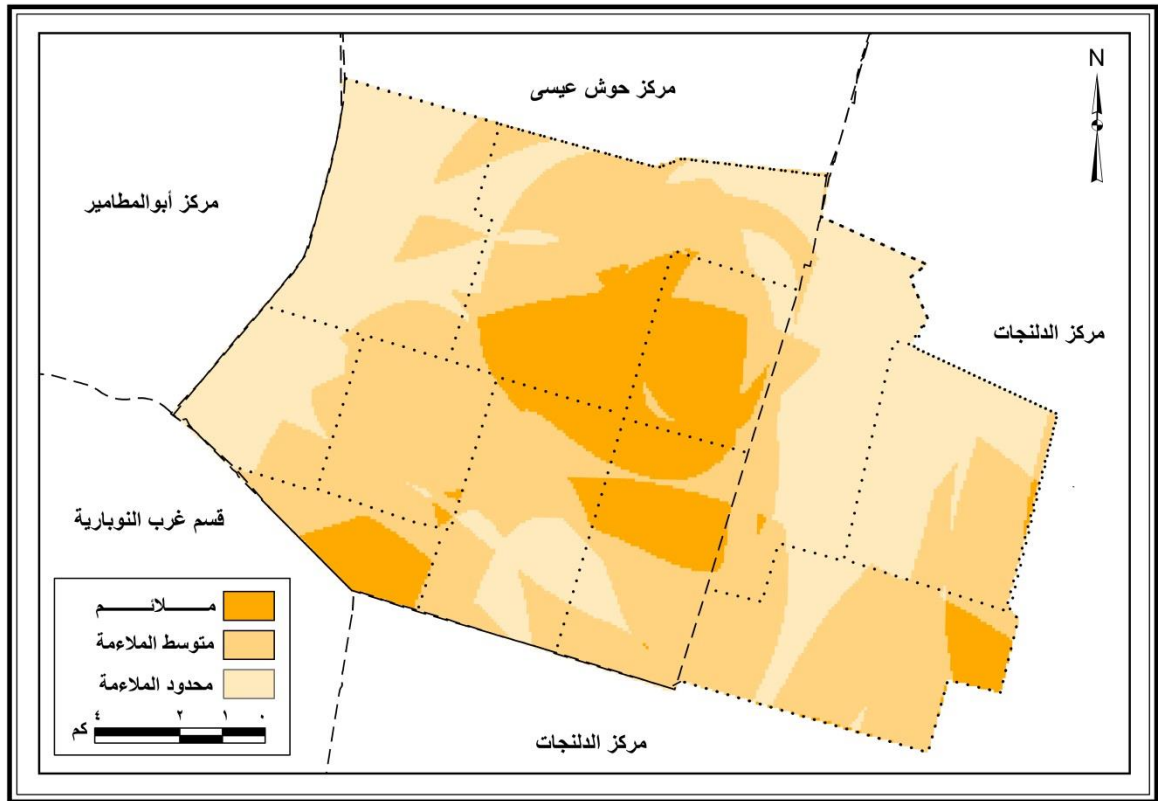 N
مركز حوش عيسى
مركز أبوالمطامير
مركز الدلنجات
قسم غرب النوبارية
مـــــلائـــــــم
متوسط الملاءمة
محدود الملاءمة
٤ ٢ ١ ٠
كم
مركز الدلنجات